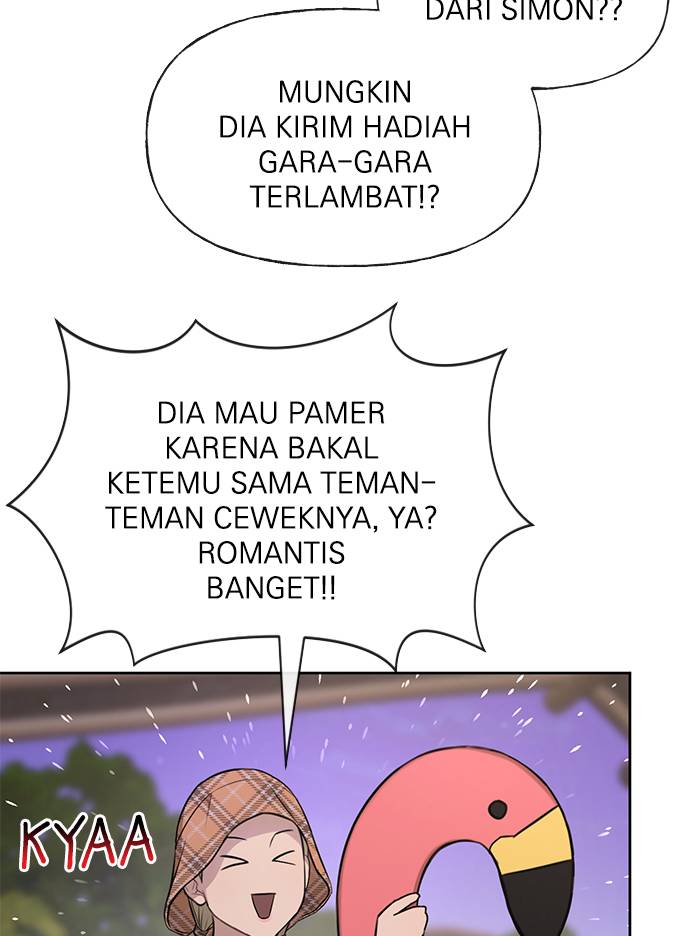 DARI SIMON??
MUNGKIN
DIA KIRIM HADIAH
GARA-GARA
TERLAMBAT!?
DIA MAU PAMER
KARENA BAKAL
KETEMU SAMA TEMAN-
TEMAN CEWEKNYA, YA?
ROMANTIS
BANGET!!
KYAA